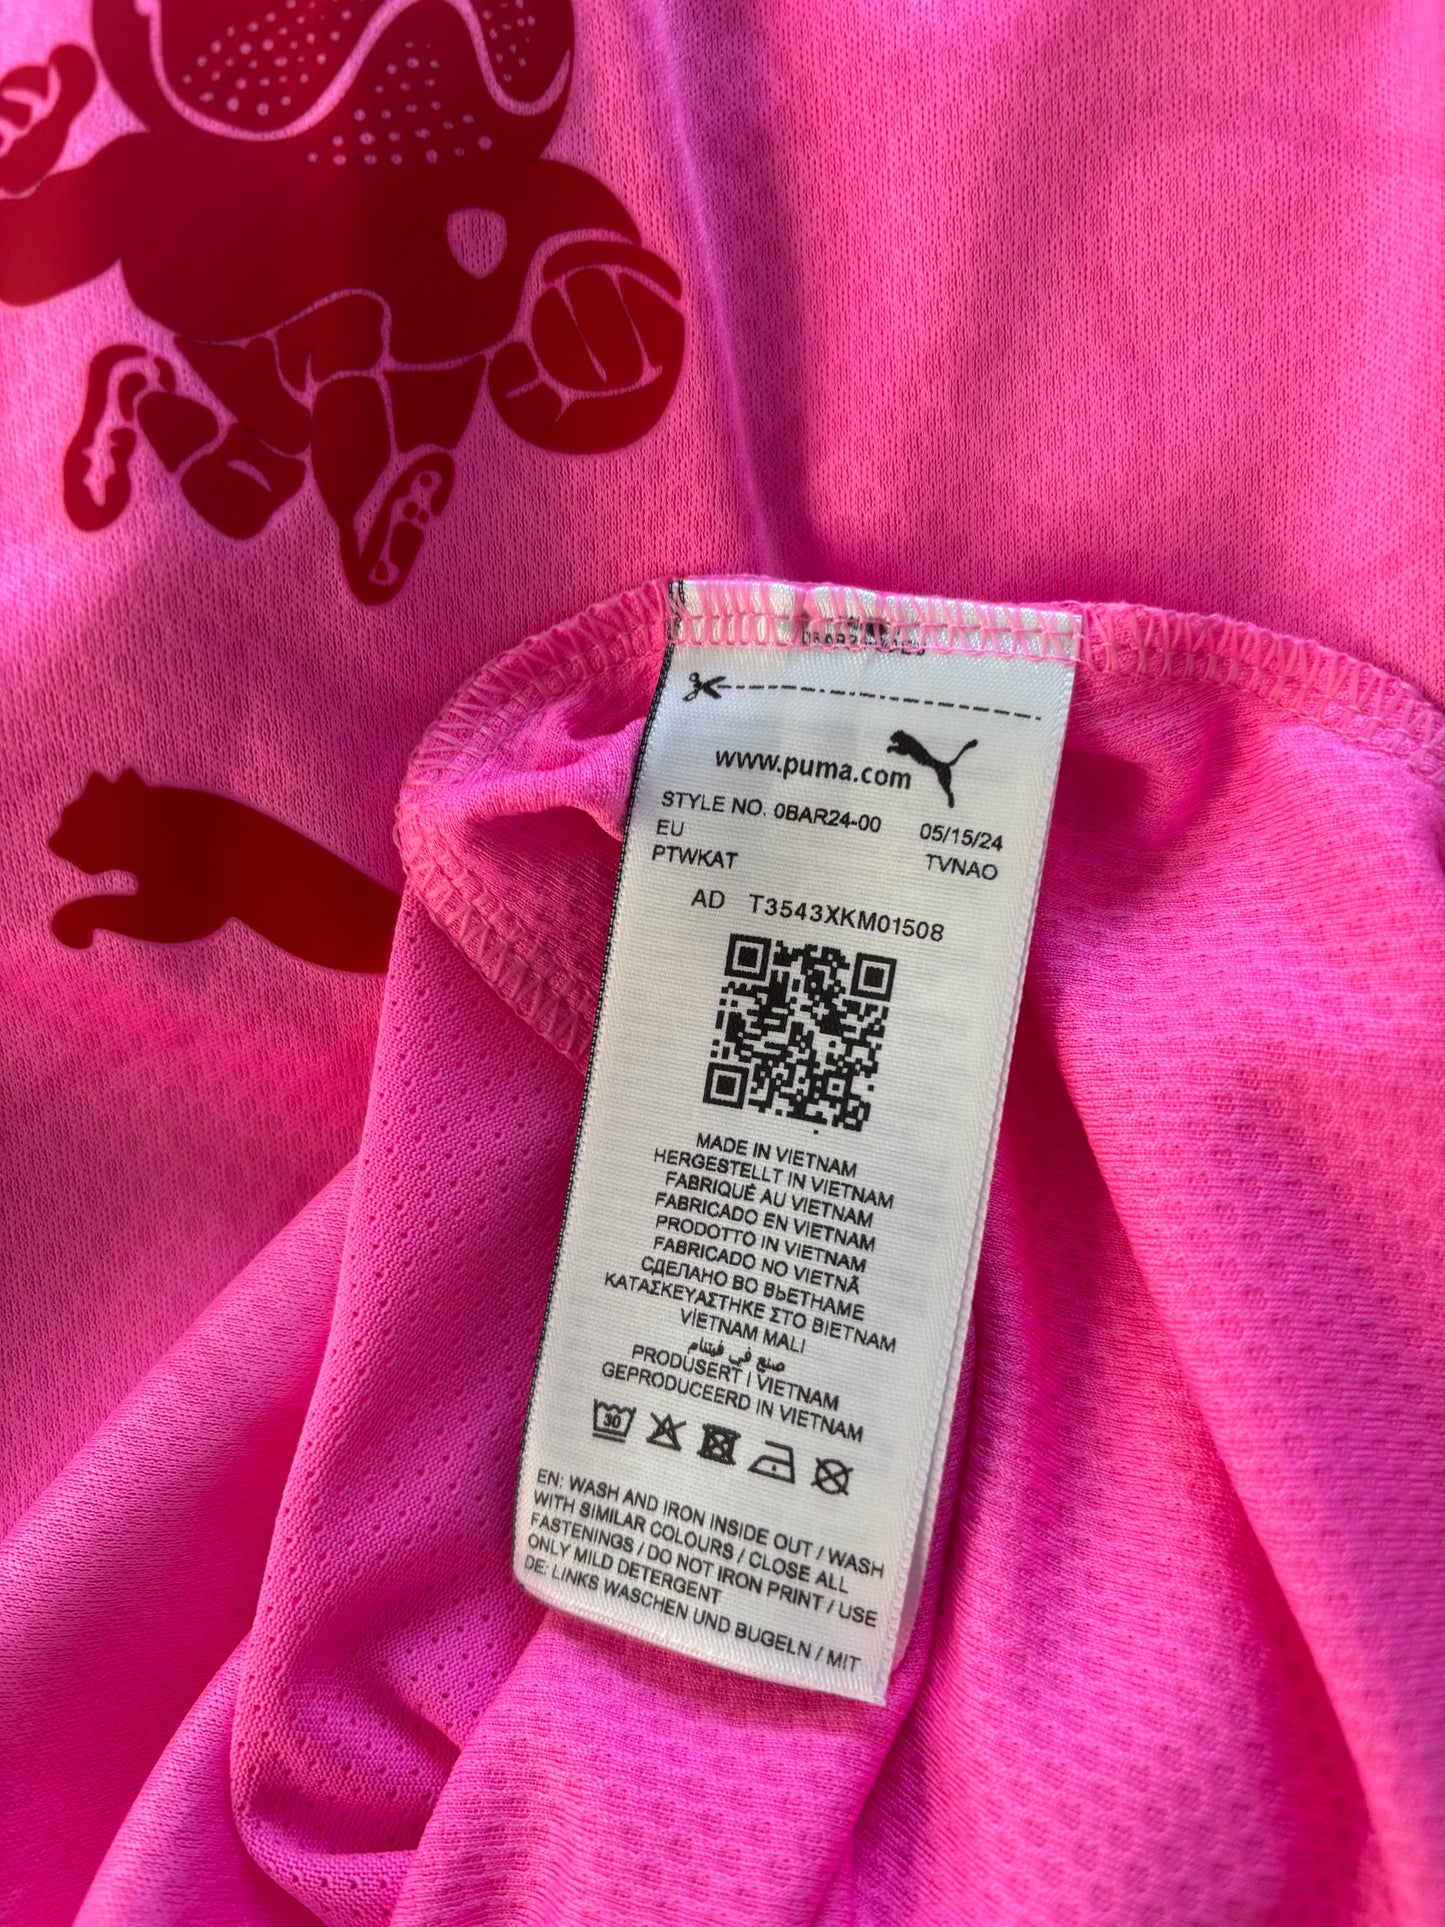 www.puma.com
STYLE NO. 0BAR24-00 05/15/24
EU TVNAO
PTWKAT
AD T3543XKM01508
MADE IN VIETNAM
HERGESTELLT IN VIETNAM
FABRIQUÉ AU VIETNAM
FABRICADO EN VIETNAM
PRODOTTO IN VIETNAM
FABRICADO NO VIETNÃ
СДЕЛАНО ВО ВЬЕТНАМЕ
ΚΑΤΑΣΚΕΥΑΣΤΗΚΕ ΣΤΟ ΒΙΕΤΝΑΜ
VİETNAM MALI
صنع في فيتنام
PRODUSERT I VIETNAM
GEPRODUCEERD IN VIETNAM
30
EN: WASH AND IRON INSIDE OUT / WASH
WITH SIMILAR COLOURS / CLOSE ALL
FASTENINGS / DO NOT IRON PRINT / USE
ONLY MILD DETERGENT
DE: LINKS WASCHEN UND BUGELN / MIT